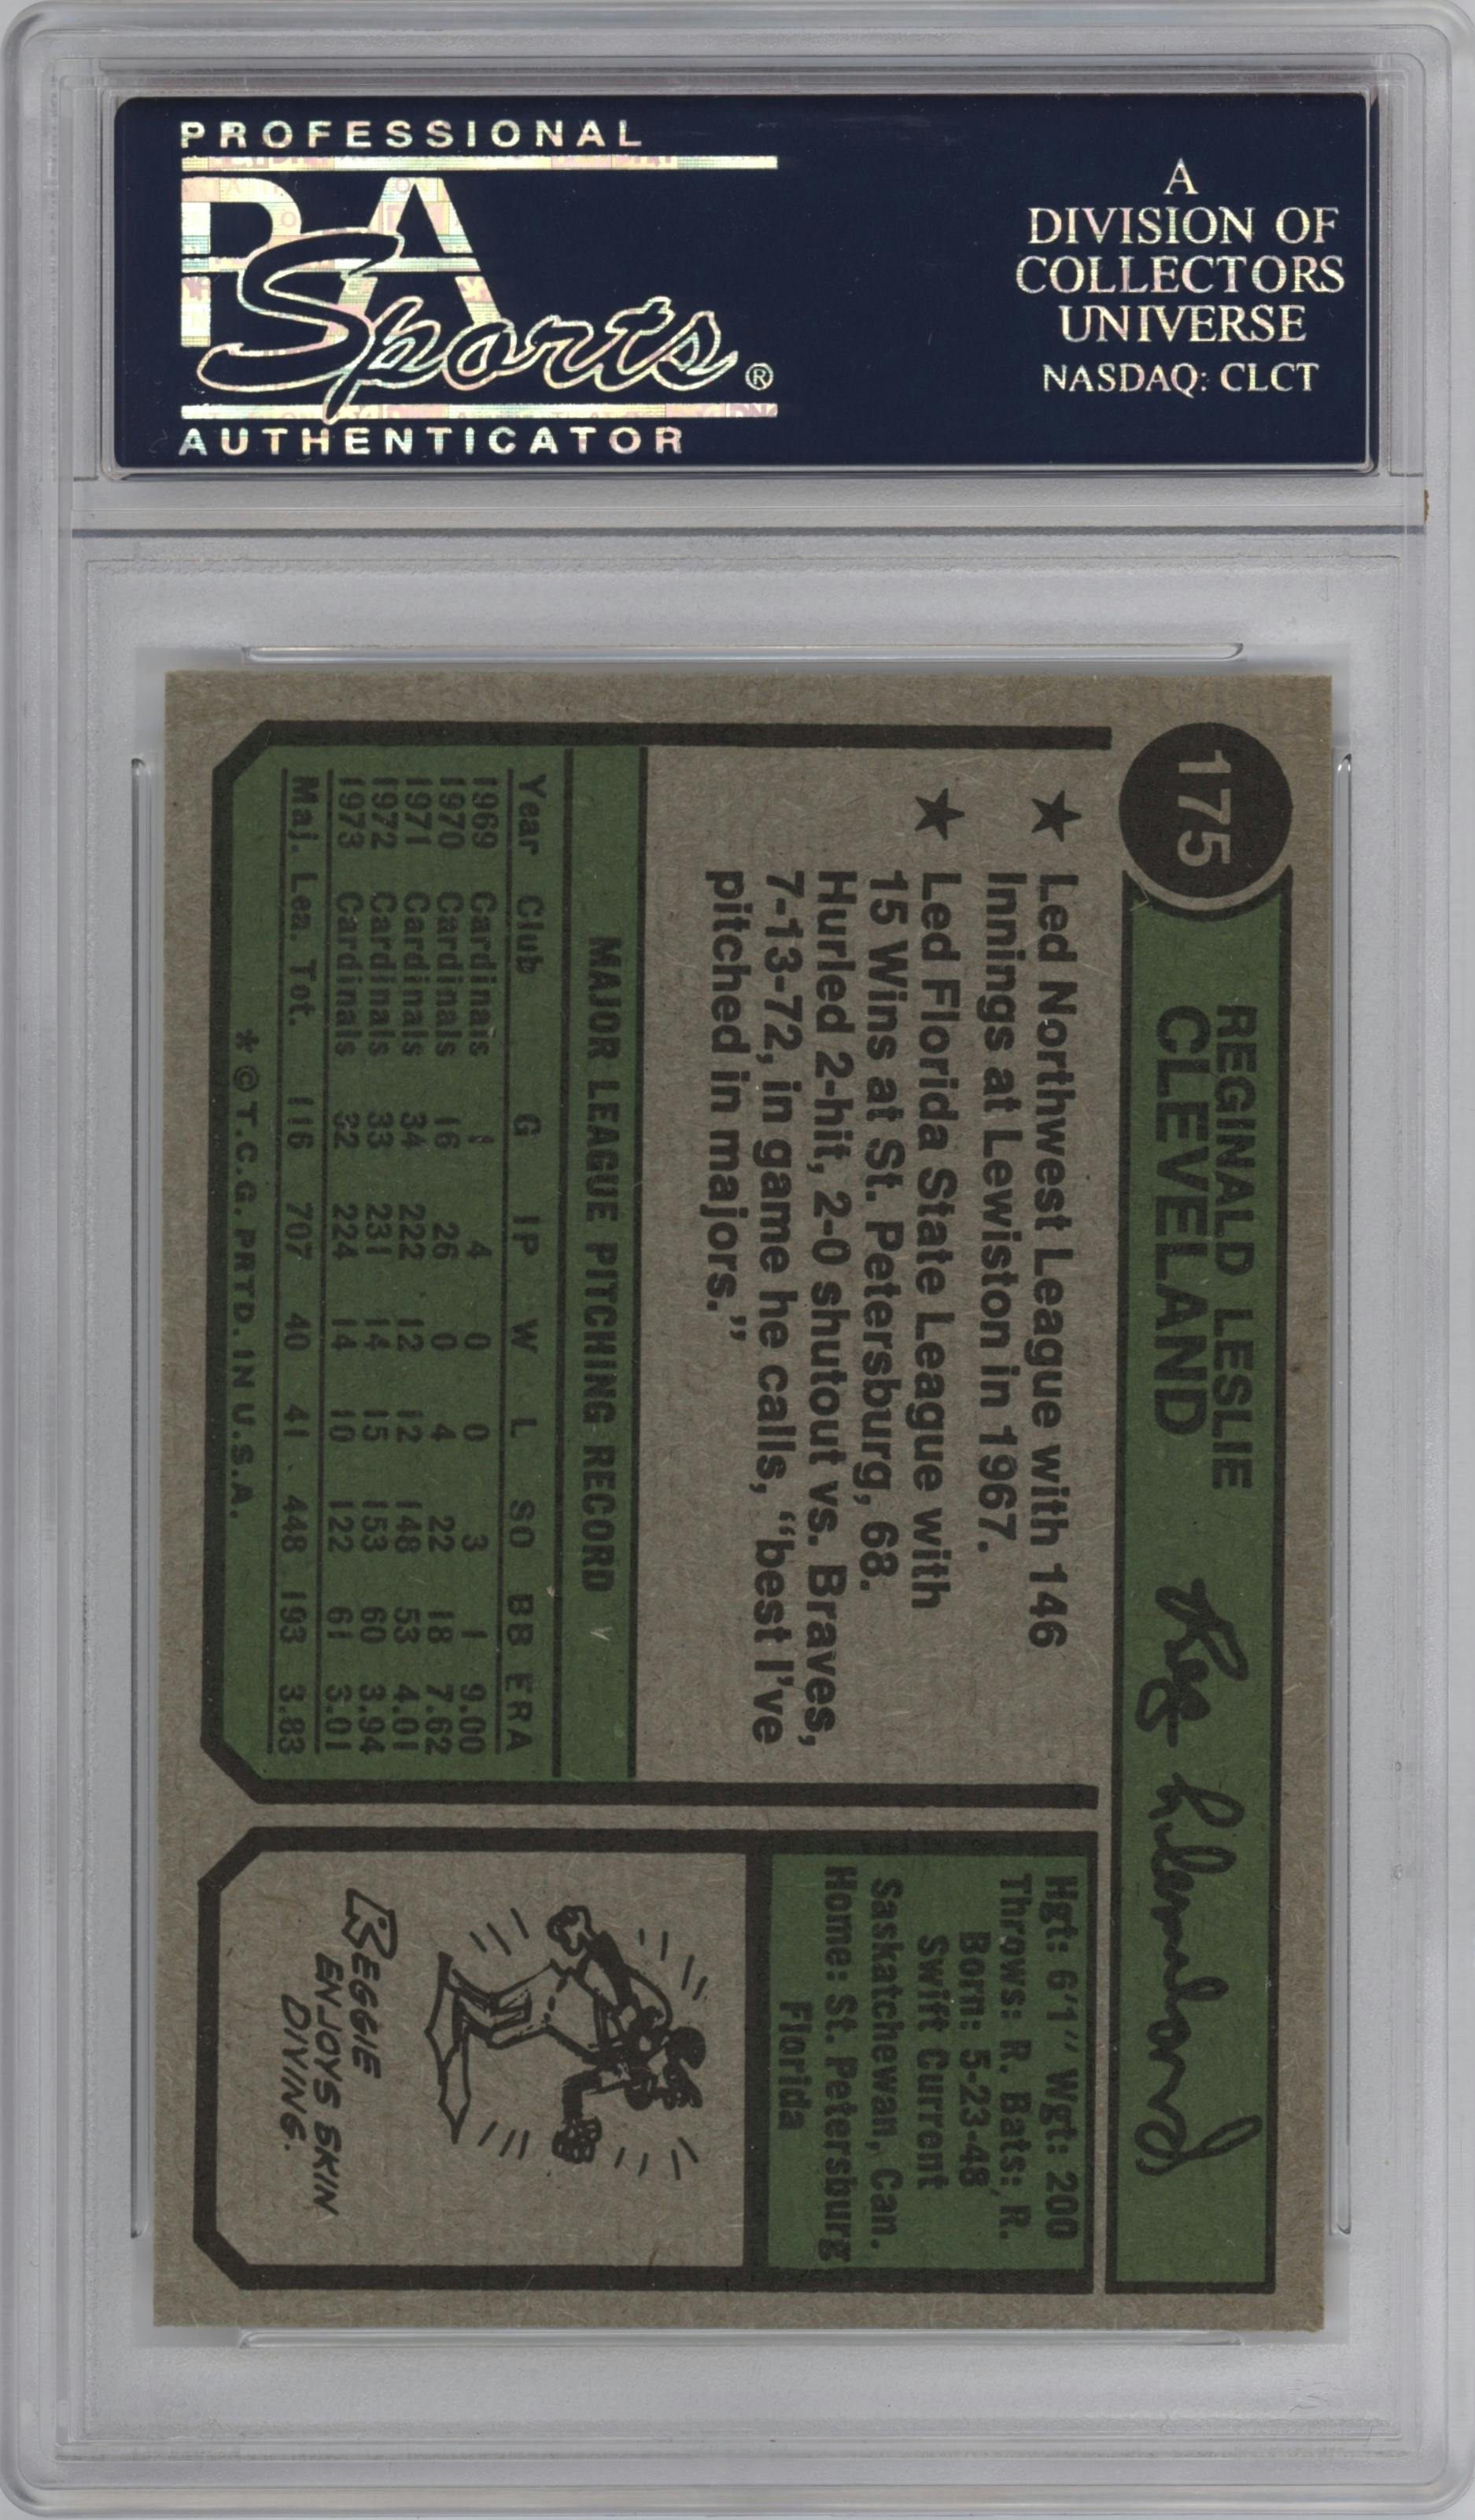 PROFESSIONAL
PSA
Sports®
AUTHENTICATOR
A
DIVISION OF
COLLECTORS
UNIVERSE
NASDAQ: CLCT
175
REGINALD LESLIE
CLEVELAND
Reg Cleveland
★ Led Northwest League with 146
Innings at Lewiston in 1967.
★ Led Florida State League with
15 Wins at St. Petersburg, 68.
Hurled 2-hit, 2-0 shutout vs. Braves,
7-13-72, in game he calls, "best I've
pitched in majors."
MAJOR LEAGUE PITCHING RECORD
Year Club G IP W L SO BB ERA
1969 Cardinals 1 4 0 0 3 1 9.00
1970 Cardinals 16 26 0 4 22 18 7.62
1971 Cardinals 34 222 12 12 148 53 4.01
1972 Cardinals 33 231 14 15 153 60 3.94
1973 Cardinals 32 224 14 10 122 61 3.01
Maj. Lea. Tot. 116 707 40 41 448 193 3.83
* © T.C.G. PRTD. IN U.S.A.
Hgt: 6'1" Wgt: 200
Throws: R. Bats: R.
Born: 5-23-48
Swift Current
Saskatchewan, Can.
Home: St. Petersburg
Florida
REGGIE
ENJOYS SKIN
DIVING.